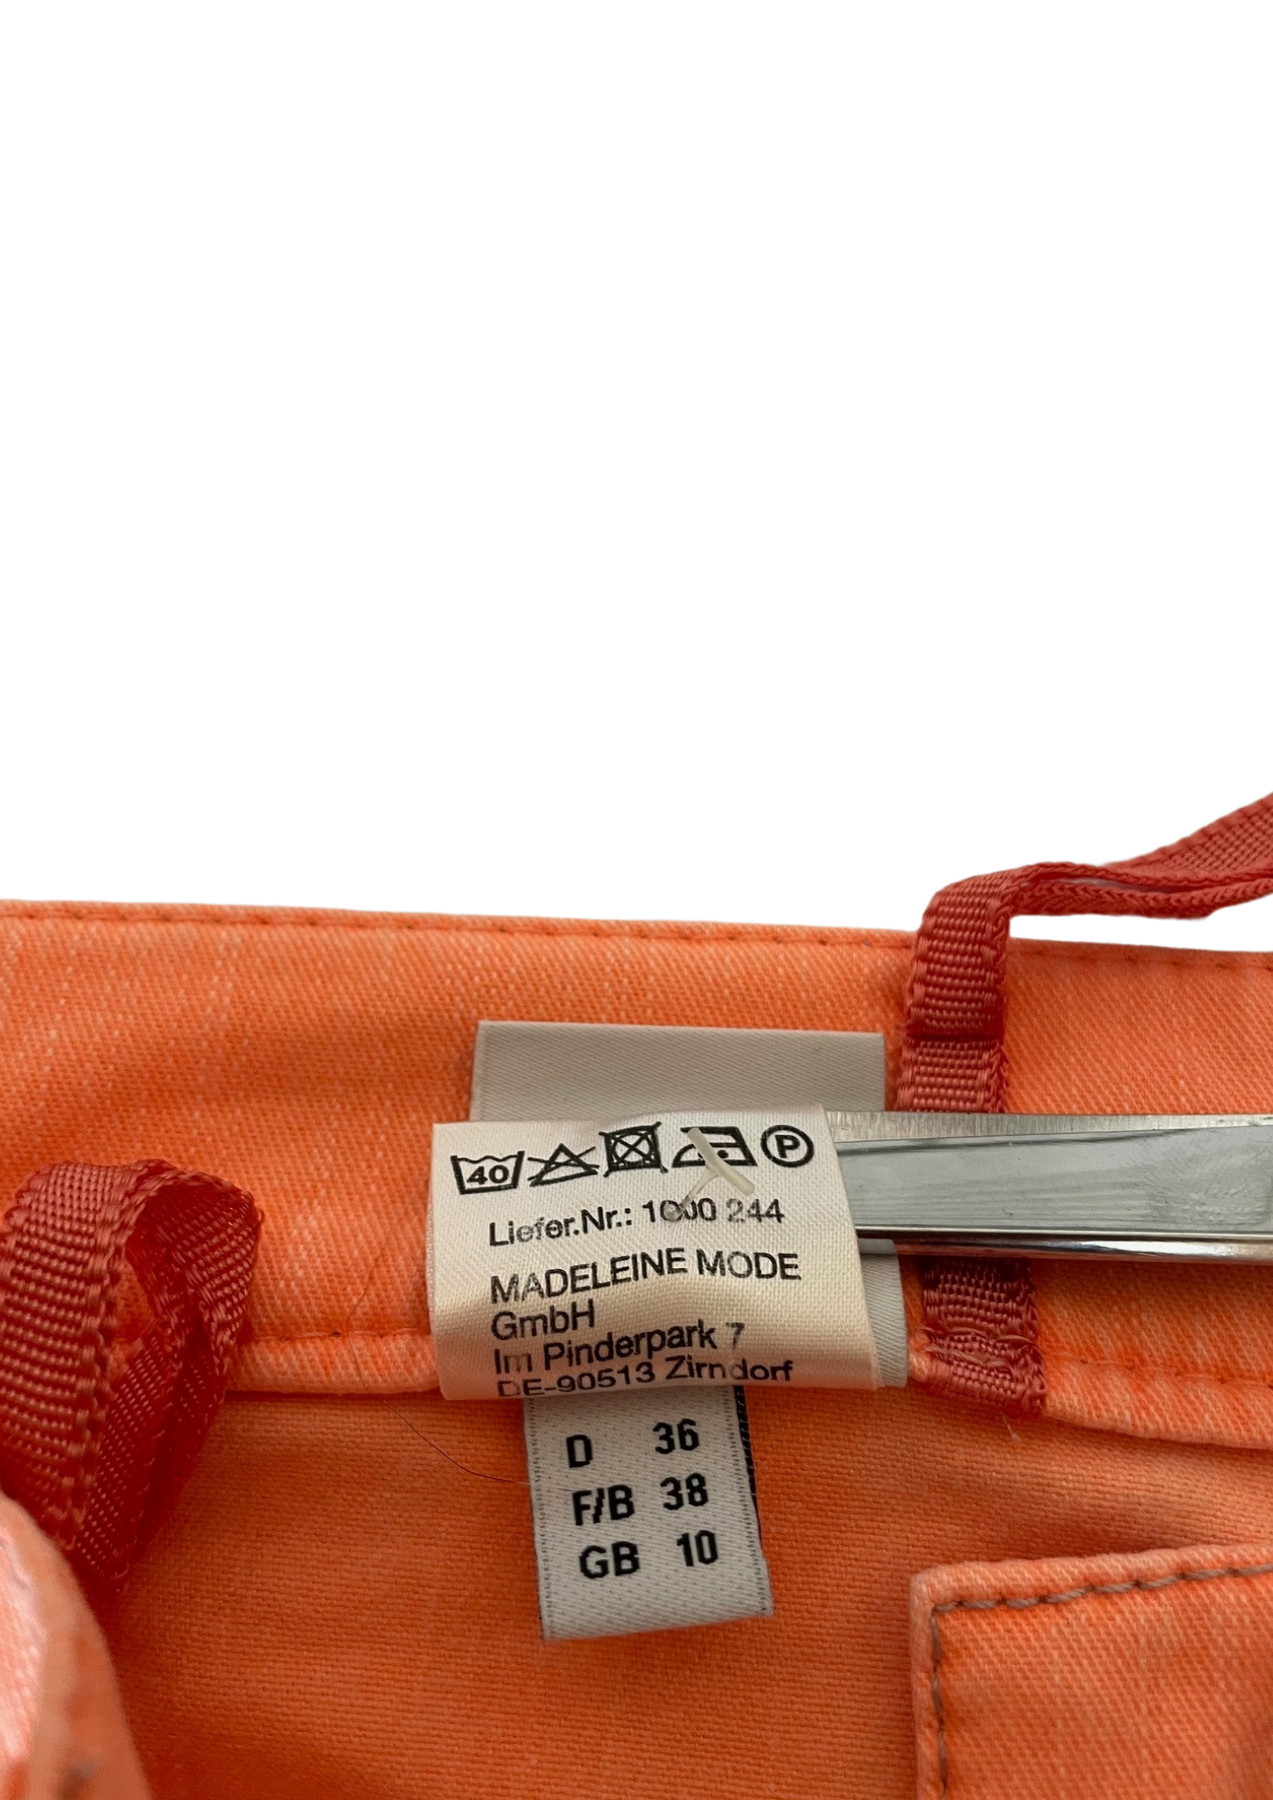 40
P
Liefer.Nr.: 1000 244
MADELEINE MODE
GmbH
Im Pinderpark 7
DE-90513 Zirndorf
D 36
F/B 38
GB 10